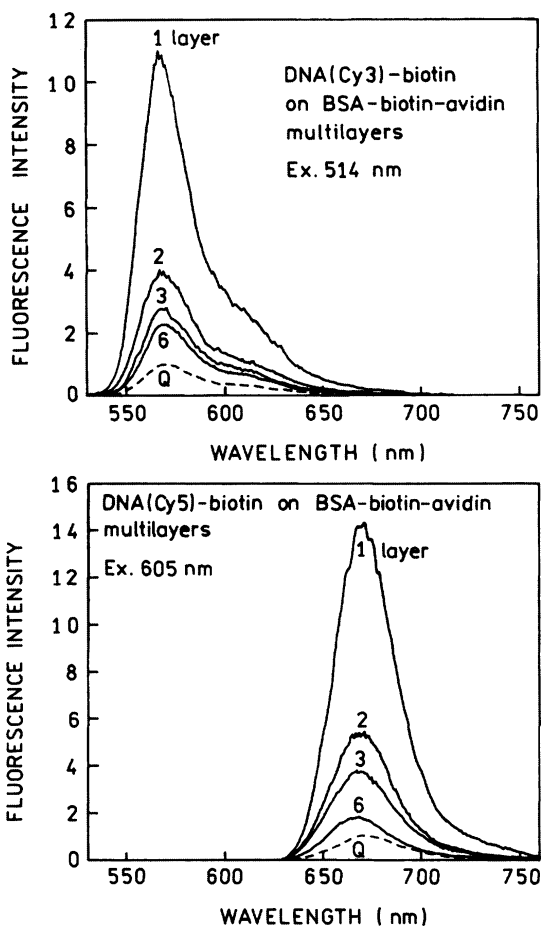 12
10
8
6
4
2
0
FLUORESCENCE INTENSITY
1 layer
2
3
6
Q
DNA(Cy3)-biotin
on BSA-biotin-avidin
multilayers
Ex. 514 nm
550 600 650 700 750
WAVELENGTH (nm)
16
14
12
10
8
6
4
2
0
FLUORESCENCE INTENSITY
DNA(Cy5)-biotin on BSA-biotin-avidin
multilayers
Ex. 605 nm
1 layer
2
3
6
Q
550 600 650 700 750
WAVELENGTH (nm)